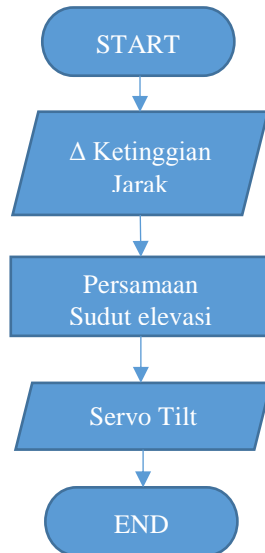 START
Δ Ketinggian
Jarak
Persamaan
Sudut elevasi
Servo Tilt
END